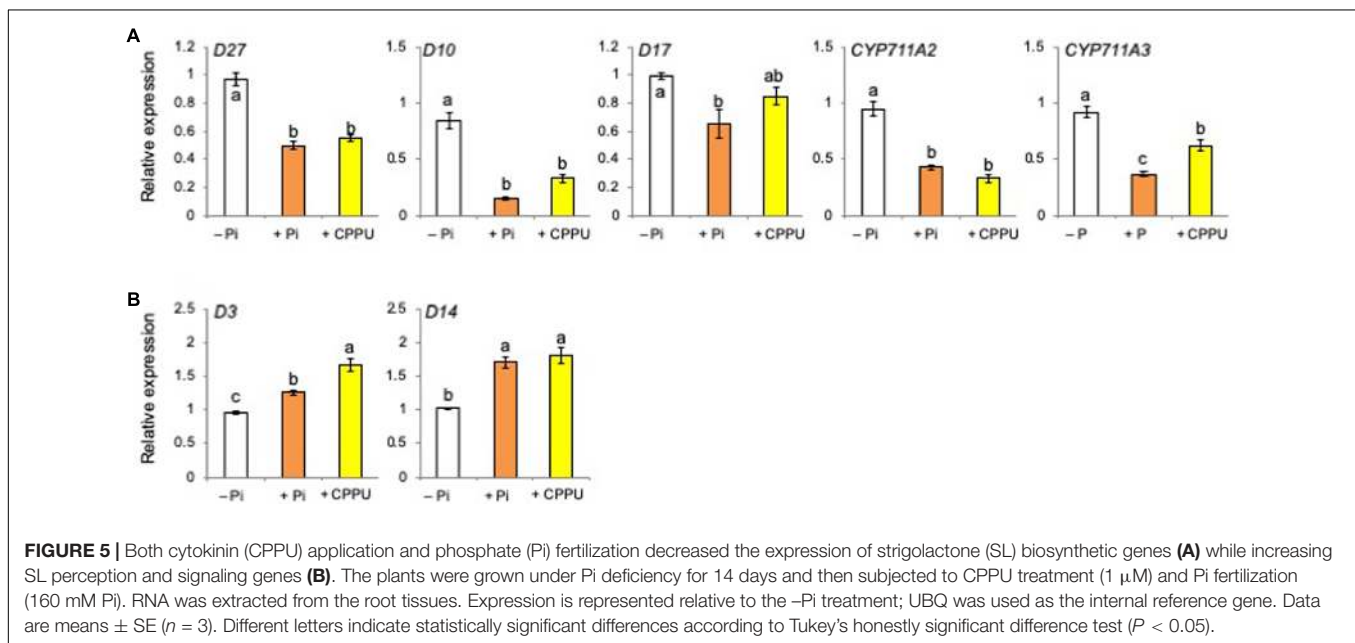 A
D27
D10
D17
CYP711A2
CYP711A3
Relative expression
1.2
1
0.8
0.6
0.4
0.2
0
a
b
b
– Pi
+ Pi
+ CPPU
1.5
1
0.5
0
a
b
b
– Pi
+ Pi
+ CPPU
1.2
1
0.8
0.6
0.4
0.2
0
a
b
ab
– Pi
+ Pi
+ CPPU
1.5
1
0.5
0
a
b
b
– Pi
+ Pi
+ CPPU
1.5
1
0.5
0
a
c
b
– P
+ P
+ CPPU
B
D3
D14
Relative expression
2.5
2
1.5
1
0.5
0
c
b
a
– Pi
+ Pi
+ CPPU
2.5
2
1.5
1
0.5
0
b
a
a
– Pi
+ Pi
+ CPPU
FIGURE 5 | Both cytokinin (CPPU) application and phosphate (Pi) fertilization decreased the expression of strigolactone (SL) biosynthetic genes (A) while increasing
SL perception and signaling genes (B). The plants were grown under Pi deficiency for 14 days and then subjected to CPPU treatment (1 μM) and Pi fertilization
(160 mM Pi). RNA was extracted from the root tissues. Expression is represented relative to the –Pi treatment; UBQ was used as the internal reference gene. Data
are means ± SE (n = 3). Different letters indicate statistically significant differences according to Tukey's honestly significant difference test (P < 0.05).